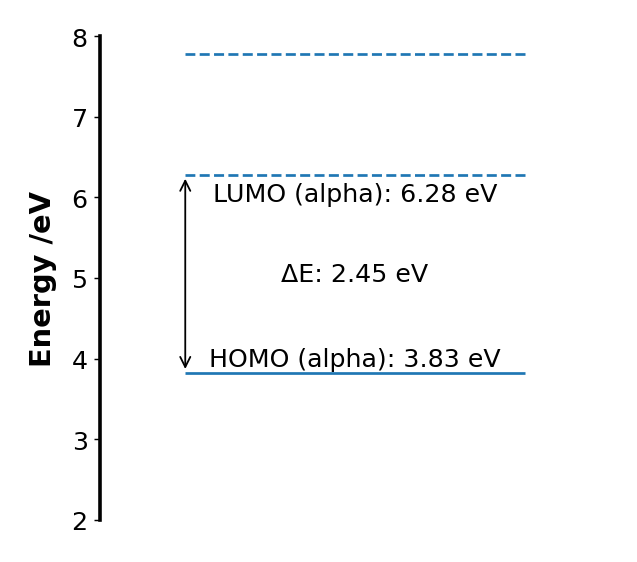 8
7
LUMO (alpha): 6.28 eV
6
ΔE: 2.45 eV
5
HOMO (alpha): 3.83 eV
4
3
2
Energy /eV